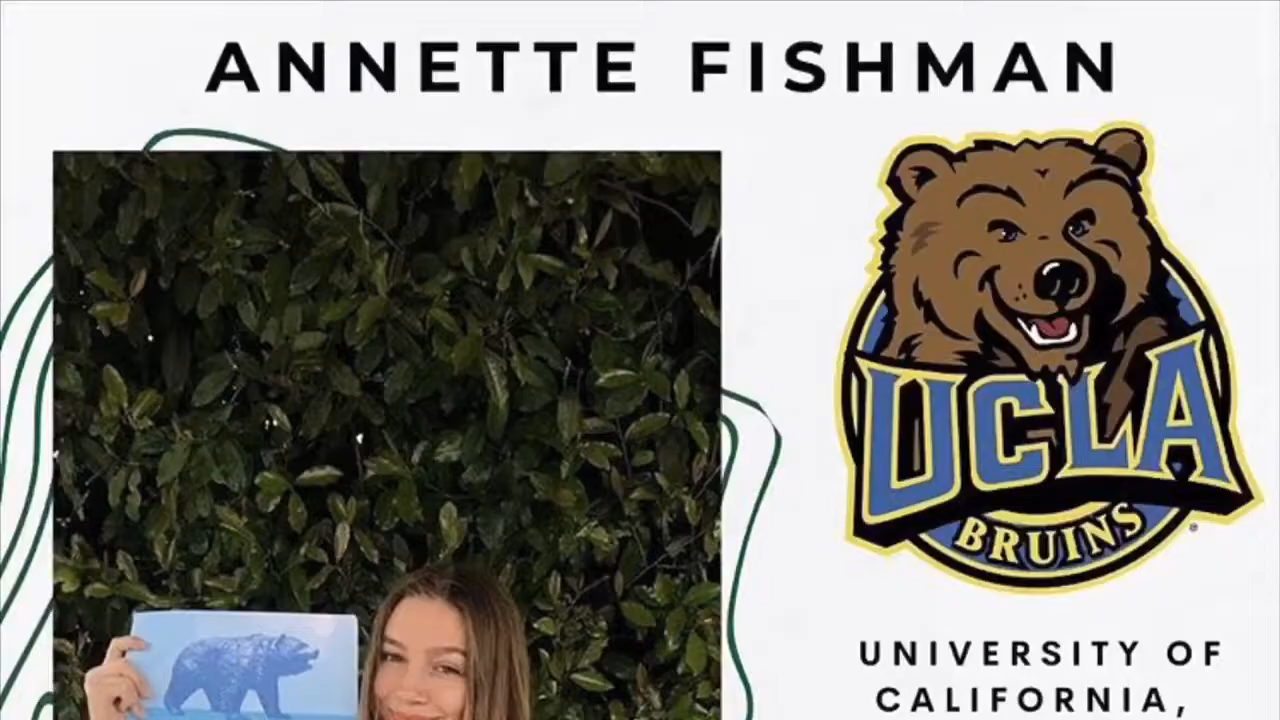 ANNETTE FISHMAN
UCLA
BRUINS
®
UNIVERSITY OF
CALIFORNIA,